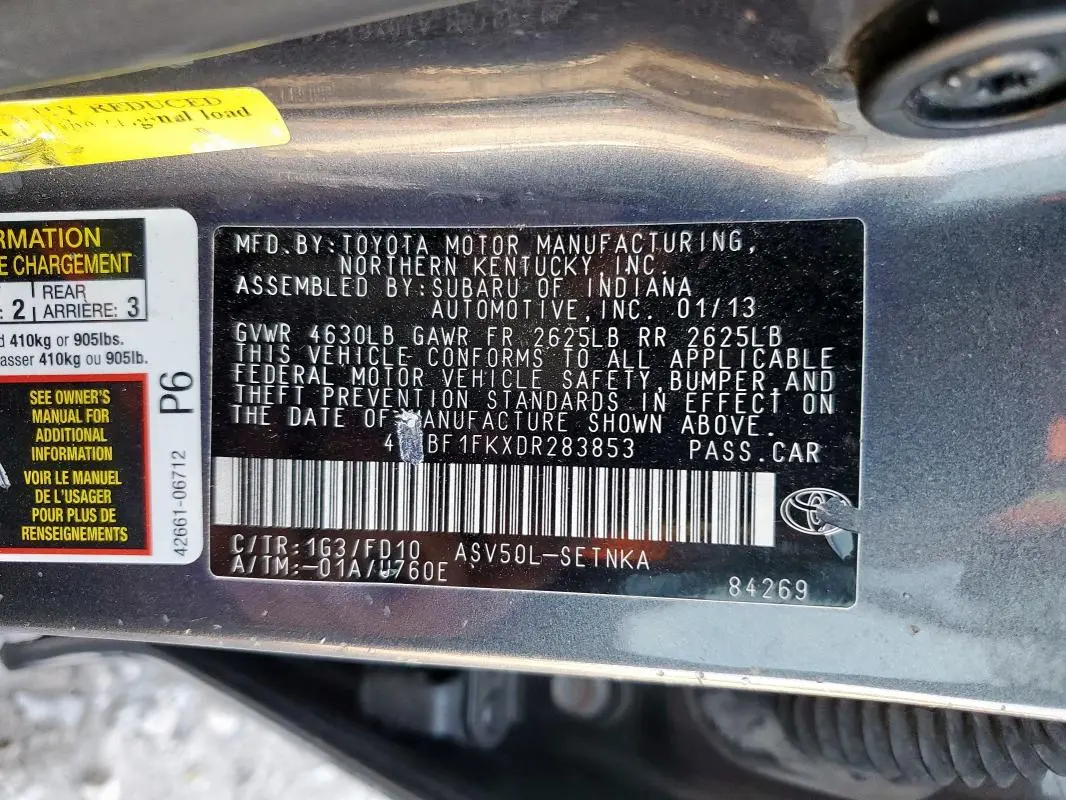 REDUCED
original load
RMATION
E CHARGEMENT
: 2 REAR
ARRIÈRE: 3
d 410kg or 905lbs.
asser 410kg ou 905lb.
SEE OWNER'S
MANUAL FOR
ADDITIONAL
INFORMATION
VOIR LE MANUEL
DE L'USAGER
POUR PLUS DE
RENSEIGNEMENTS
P6
42661-06712
MFD.BY:TOYOTA MOTOR MANUFACTURING,
NORTHERN KENTUCKY,INC.
ASSEMBLED BY:SUBARU OF INDIANA
AUTOMOTIVE,INC. 01/13
GVWR 4630LB GAWR FR 2625LB RR 2625LB
THIS VEHICLE CONFORMS TO ALL APPLICABLE
FEDERAL MOTOR VEHICLE SAFETY,BUMPER,AND
THEFT PREVENTION STANDARDS IN EFFECT ON
THE DATE OF MANUFACTURE SHOWN ABOVE.
4 BF1FKXDR283853 PASS.CAR
C/TR:1G3/FD10 ASV50L-SETNKA
A/TM:-01A/U760E
84269